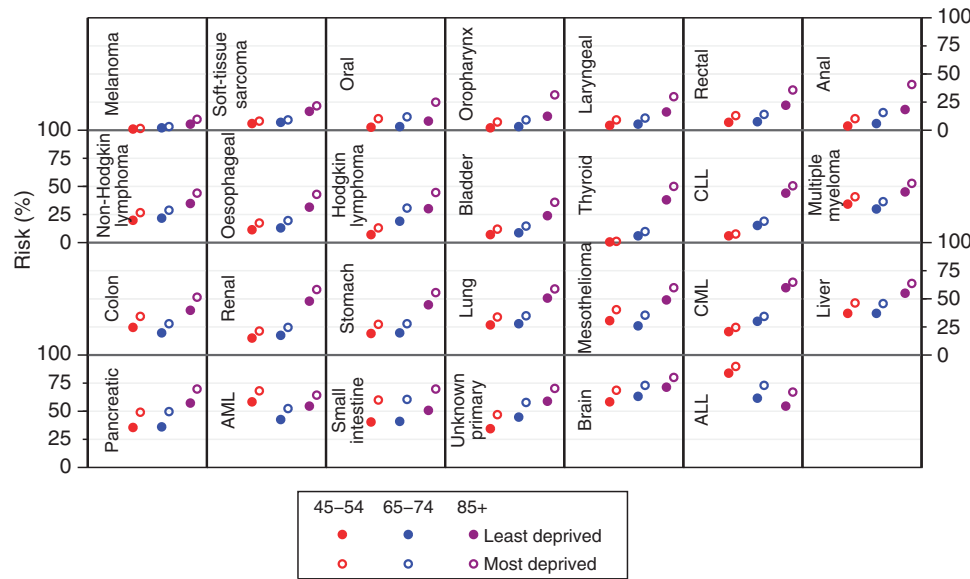 Risk (%)
100
75
50
25
0
Melanoma
Soft-tissue
sarcoma
Oral
Oropharynx
Laryngeal
Rectal
Anal
100
75
50
25
0
Non-Hodgkin
lymphoma
Oesophageal
Hodgkin
lymphoma
Bladder
Thyroid
CLL
Multiple
myeloma
Colon
Renal
Stomach
Lung
Mesothelioma
CML
Liver
100
75
50
25
0
100
75
50
25
0
Pancreatic
AML
Small
intestine
Unknown
primary
Brain
ALL
45–54 65–74 85+
Least deprived
Most deprived